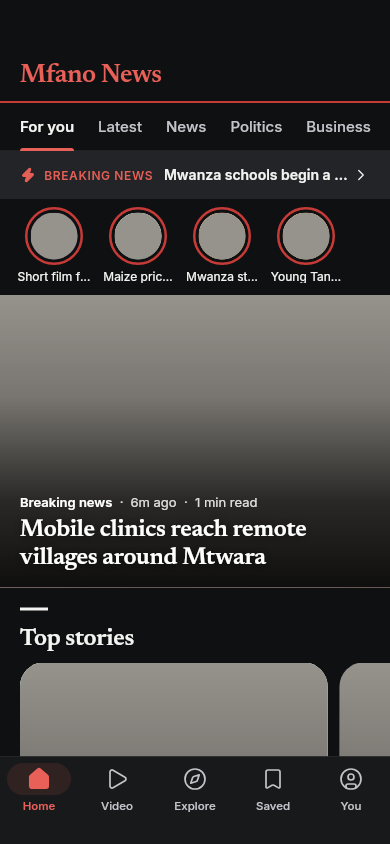 Mfano News
For you Latest News Politics Business
BREAKING NEWS Mwanza schools begin a ...
Short film f... Maize pric... Mwanza st... Young Tan...
Breaking news · 6m ago · 1 min read
Mobile clinics reach remote
villages around Mtwara
Top stories
Home Video Explore Saved You